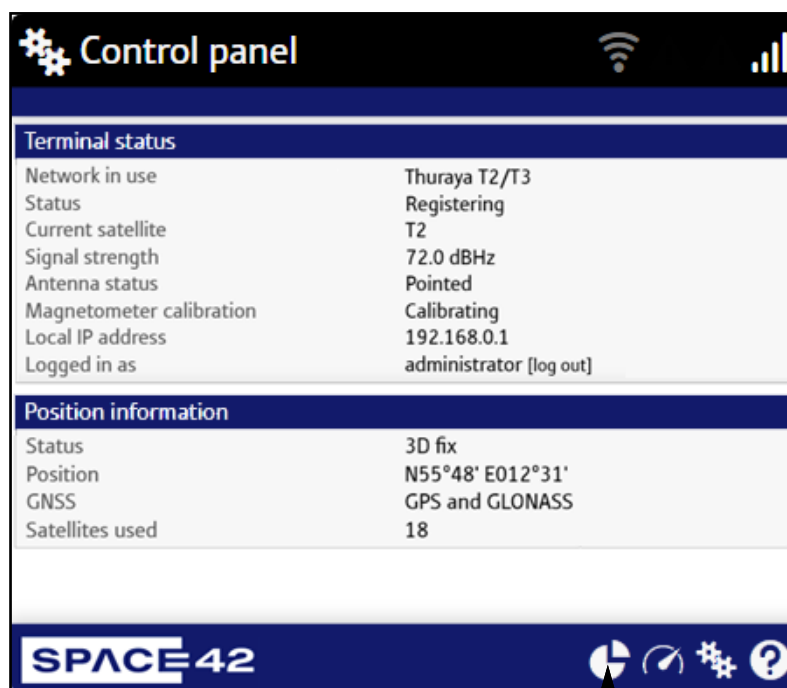 Control panel
Terminal status
Network in use Thuraya T2/T3
Status Registering
Current satellite T2
Signal strength 72.0 dBHz
Antenna status Pointed
Magnetometer calibration Calibrating
Local IP address 192.168.0.1
Logged in as administrator [log out]
Position information
Status 3D fix
Position N55°48' E012°31'
GNSS GPS and GLONASS
Satellites used 18
SPACE42